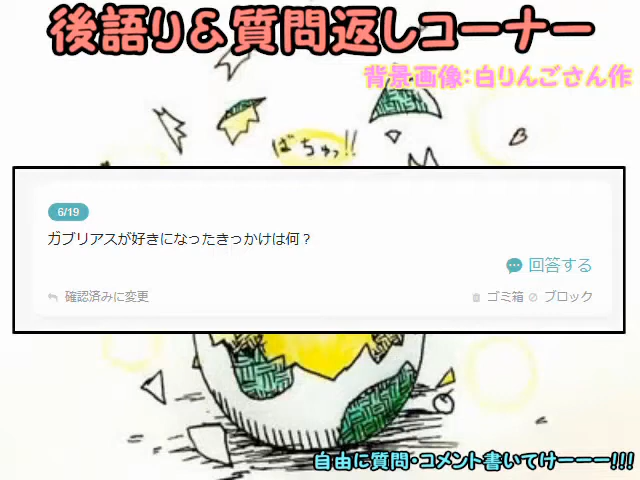 後語り&質問返しコーナー
背景画像:白りんごさん作
ばちゅっ!!
6/19
ガブリアスが好きになったきっかけは何?
回答する
確認済みに変更
ゴミ箱 ブロック
自由に質問・コメント書いてけーーー!!!